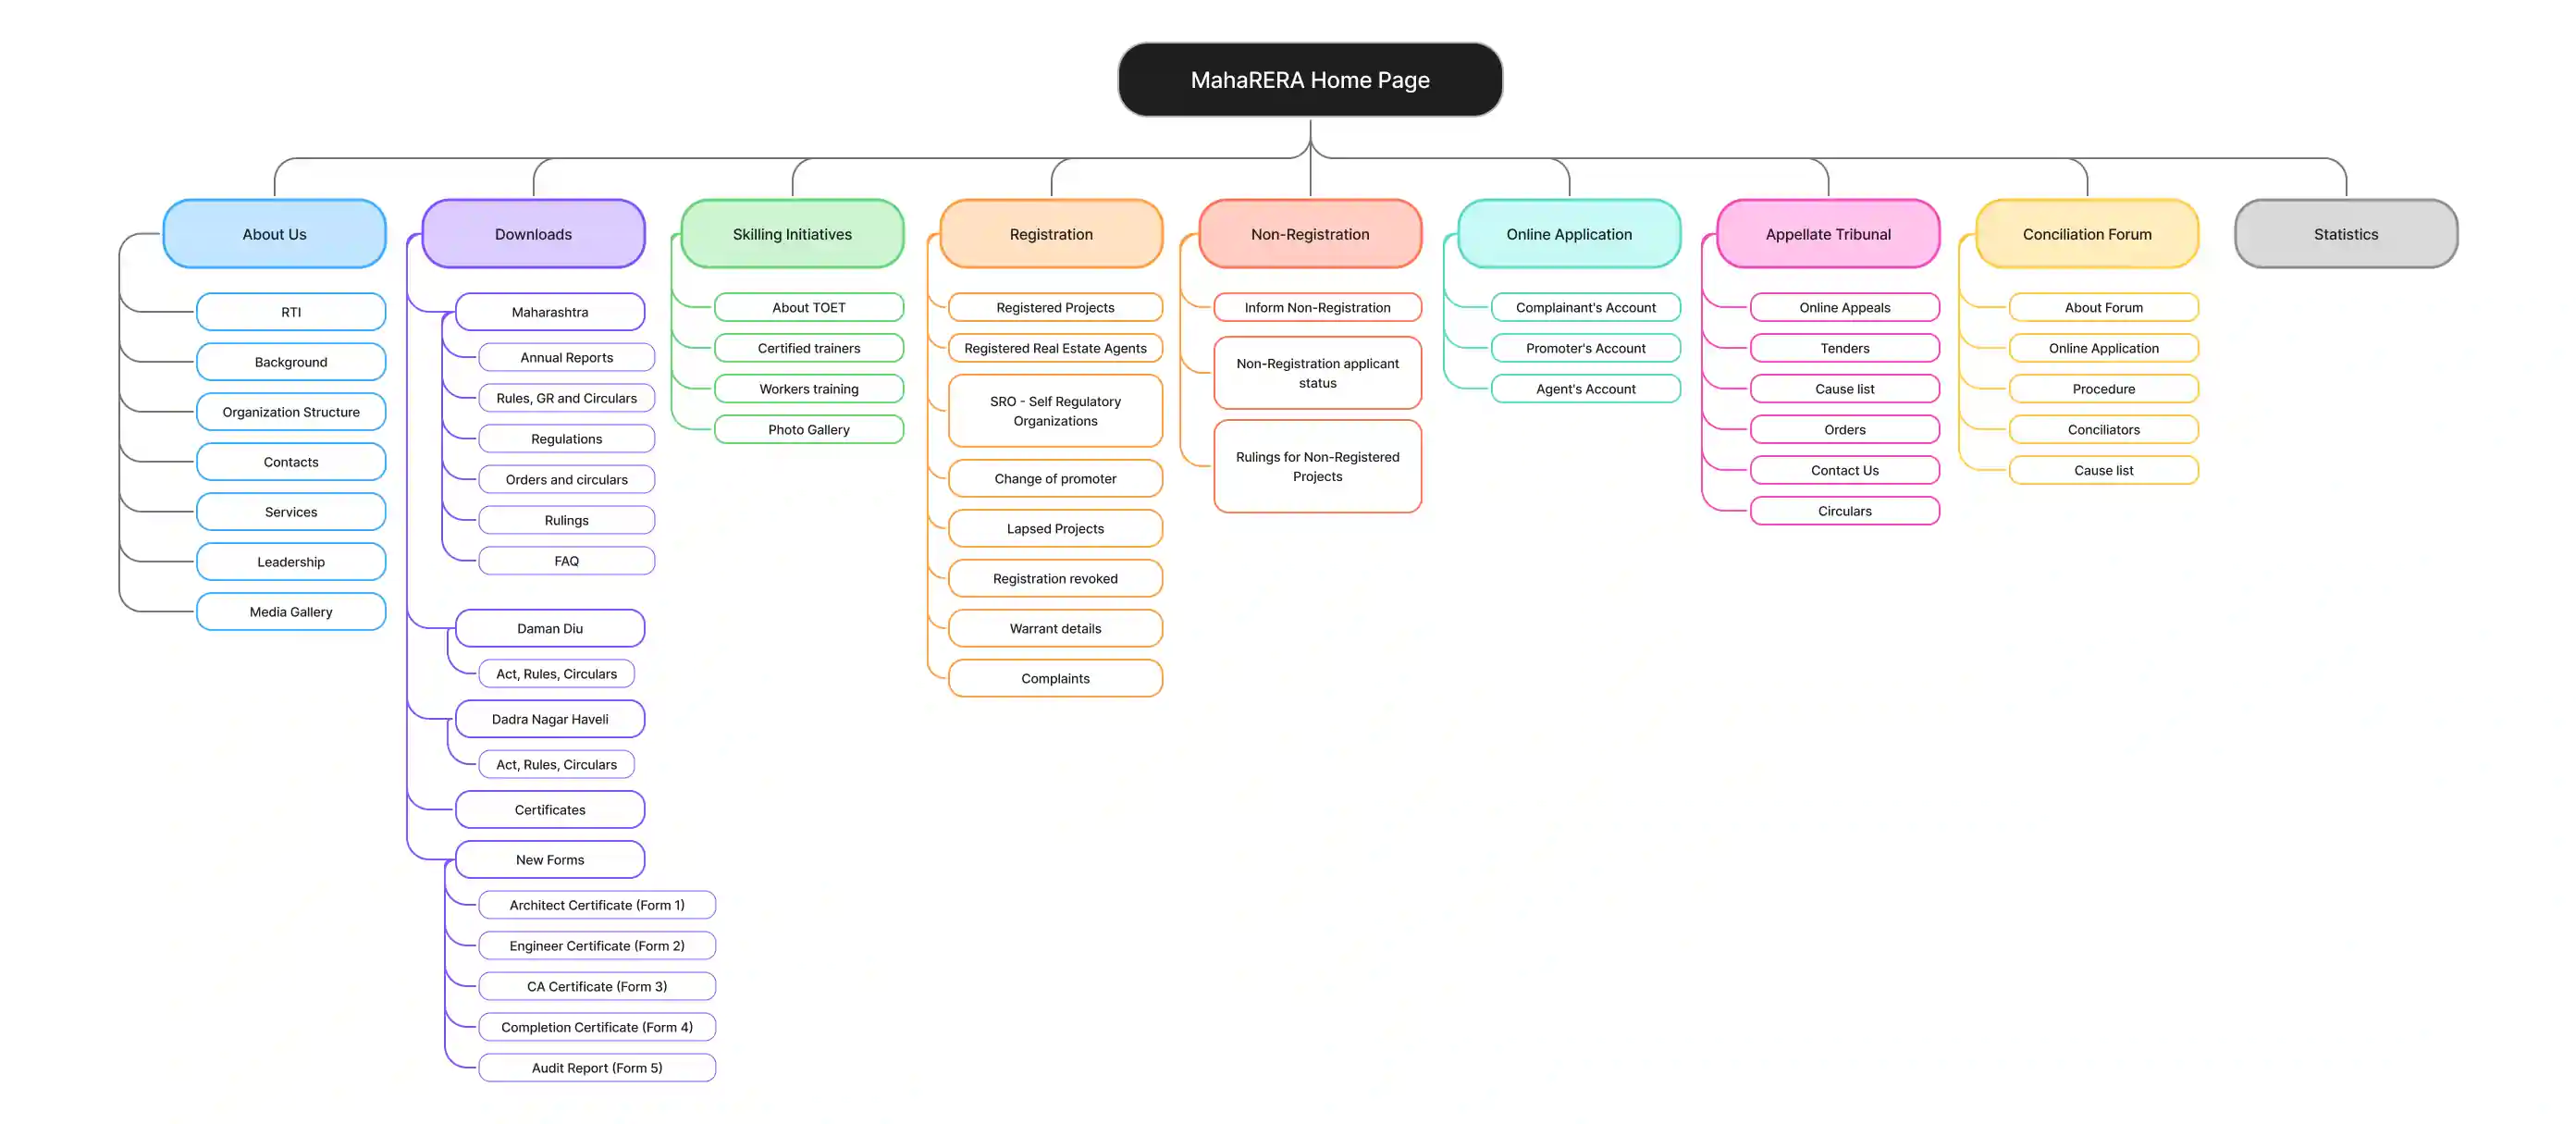 MahaRERA Home Page
About Us
RTI
Background
Organization Structure
Contacts
Services
Leadership
Media Gallery
Downloads
Maharashtra
Annual Reports
Rules, GR and Circulars
Regulations
Orders and circulars
Rulings
FAQ
Daman Diu
Act, Rules, Circulars
Dadra Nagar Haveli
Act, Rules, Circulars
Certificates
New Forms
Architect Certificate (Form 1)
Engineer Certificate (Form 2)
CA Certificate (Form 3)
Completion Certificate (Form 4)
Audit Report (Form 5)
Skilling Initiatives
About TOET
Certified trainers
Workers training
Photo Gallery
Registration
Registered Projects
Registered Real Estate Agents
SRO - Self Regulatory
Organizations
Change of promoter
Lapsed Projects
Registration revoked
Warrant details
Complaints
Non-Registration
Inform Non-Registration
Non-Registration applicant
status
Rulings for Non-Registered
Projects
Online Application
Complainant's Account
Promoter's Account
Agent's Account
Appellate Tribunal
Online Appeals
Tenders
Cause list
Orders
Contact Us
Circulars
Conciliation Forum
About Forum
Online Application
Procedure
Conciliators
Cause list
Statistics